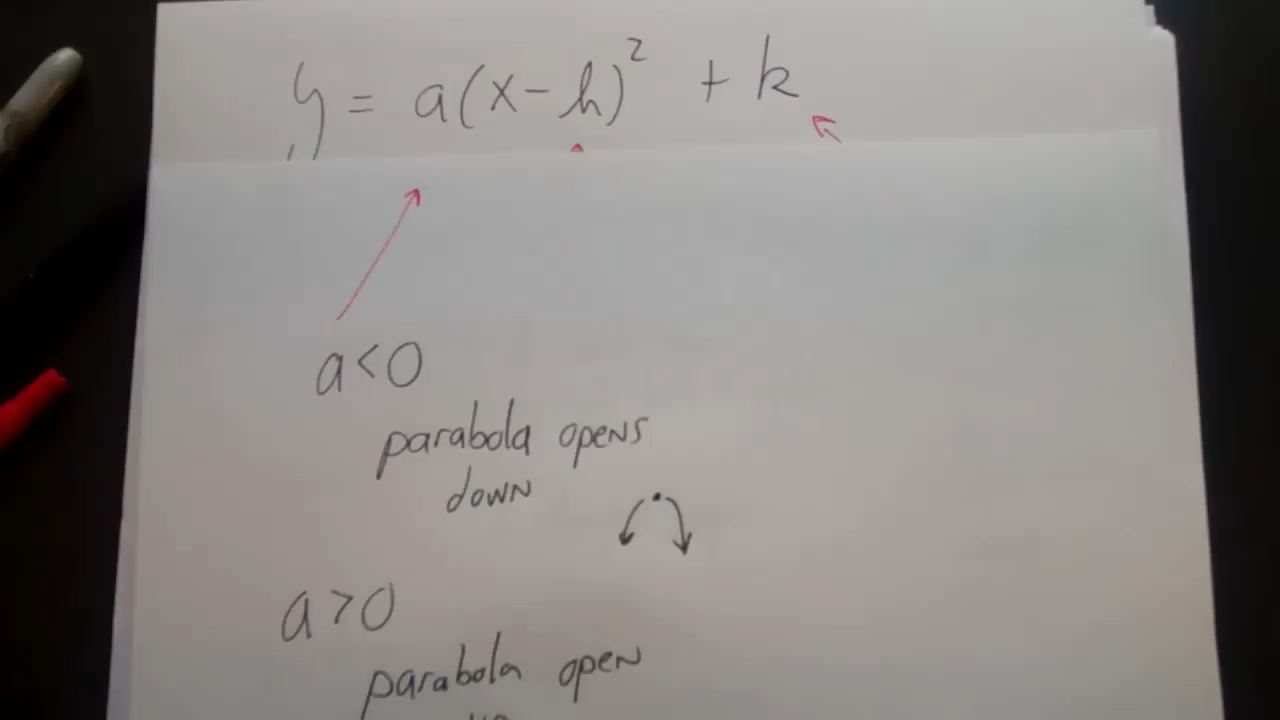 y = a(x-h)² + k
a<0
parabola opens
down
a>0
parabola open